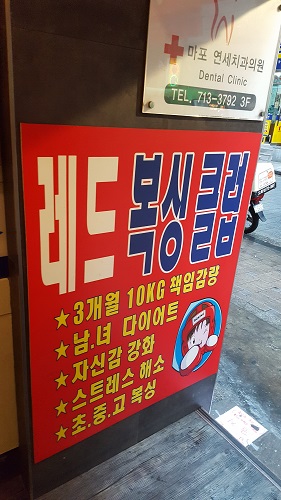 마포 연세치과의원
Dental Clinic
TEL. 713-3792 3F
레드 복싱 클럽
★3개월 10KG 책임감량
★남.녀 다이어트
★자신감 강화
★스트레스 해소
★초.중.고 복싱